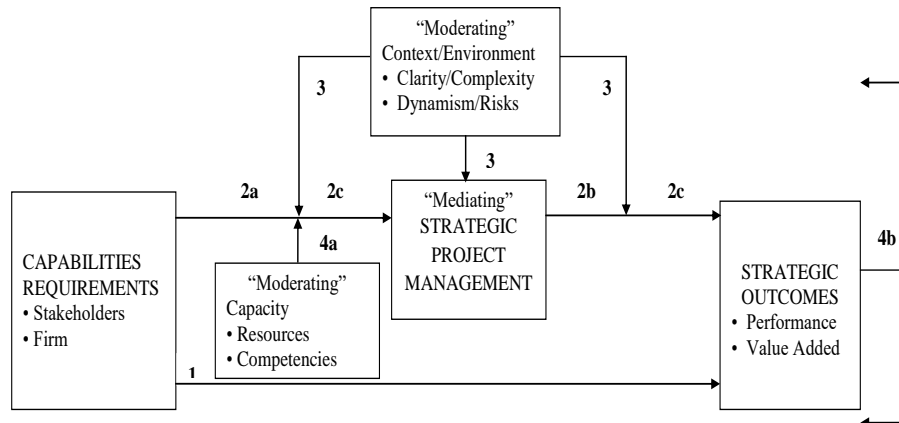 “Moderating”
Context/Environment
• Clarity/Complexity
• Dynamism/Risks
3
3
3
2a
2c
“Mediating”
STRATEGIC
PROJECT
MANAGEMENT
2b
2c
4a
4b
CAPABILITIES
REQUIREMENTS
• Stakeholders
• Firm
“Moderating”
Capacity
• Resources
• Competencies
STRATEGIC
OUTCOMES
• Performance
• Value Added
1